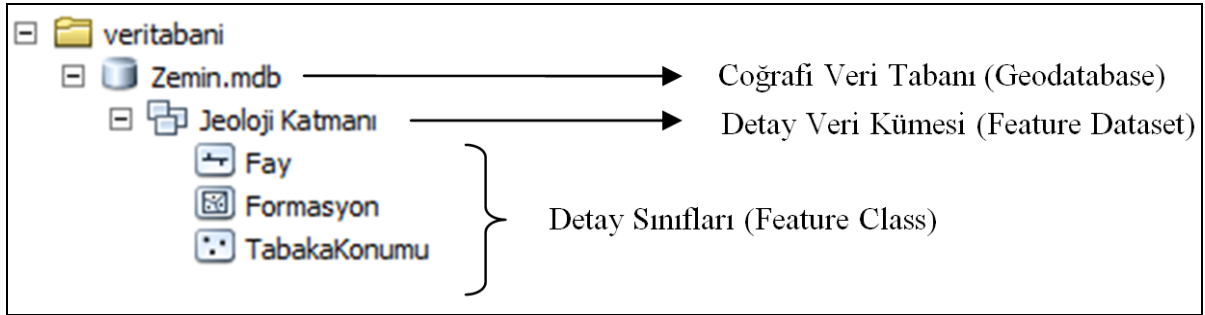 veritabani
Zemin.mdb Coğrafi Veri Tabanı (Geodatabase)
Jeoloji Katmanı Detay Veri Kümesi (Feature Dataset)
Fay
Formasyon Detay Sınıfları (Feature Class)
TabakaKonumu